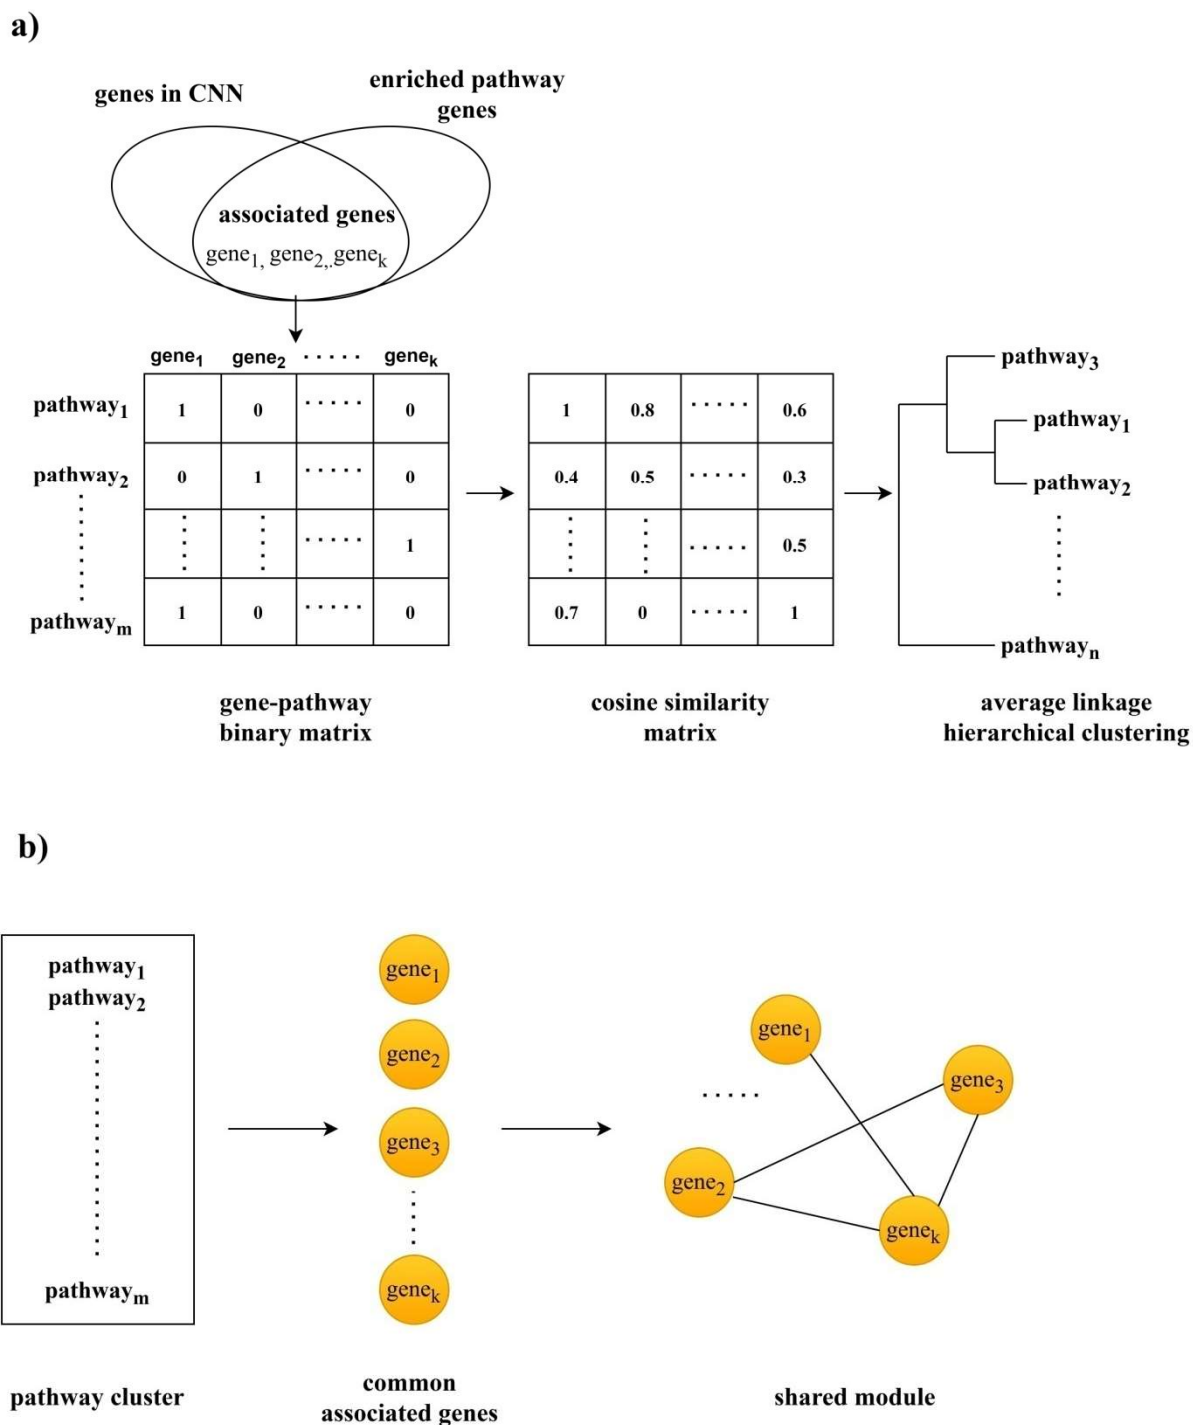 a)
genes in CNN
enriched pathway
genes
associated genes
gene1, gene2,.genek
gene1 gene2 ..... genek
pathway1 1 0 ..... 0
pathway2 0 1 ..... 0
..... 1
pathwaym 1 0 ..... 0
1 0.8 ..... 0.6
0.4 0.5 ..... 0.3
..... 0.5
0.7 0 ..... 1
pathway3
pathway1
pathway2
pathwayn
gene-pathway
binary matrix
cosine similarity
matrix
average linkage
hierarchical clustering
b)
pathway1
pathway2
pathwaym
gene1
gene2
gene3
genek
gene1
gene3
.....
gene2
genek
pathway cluster
common
associated genes
shared module